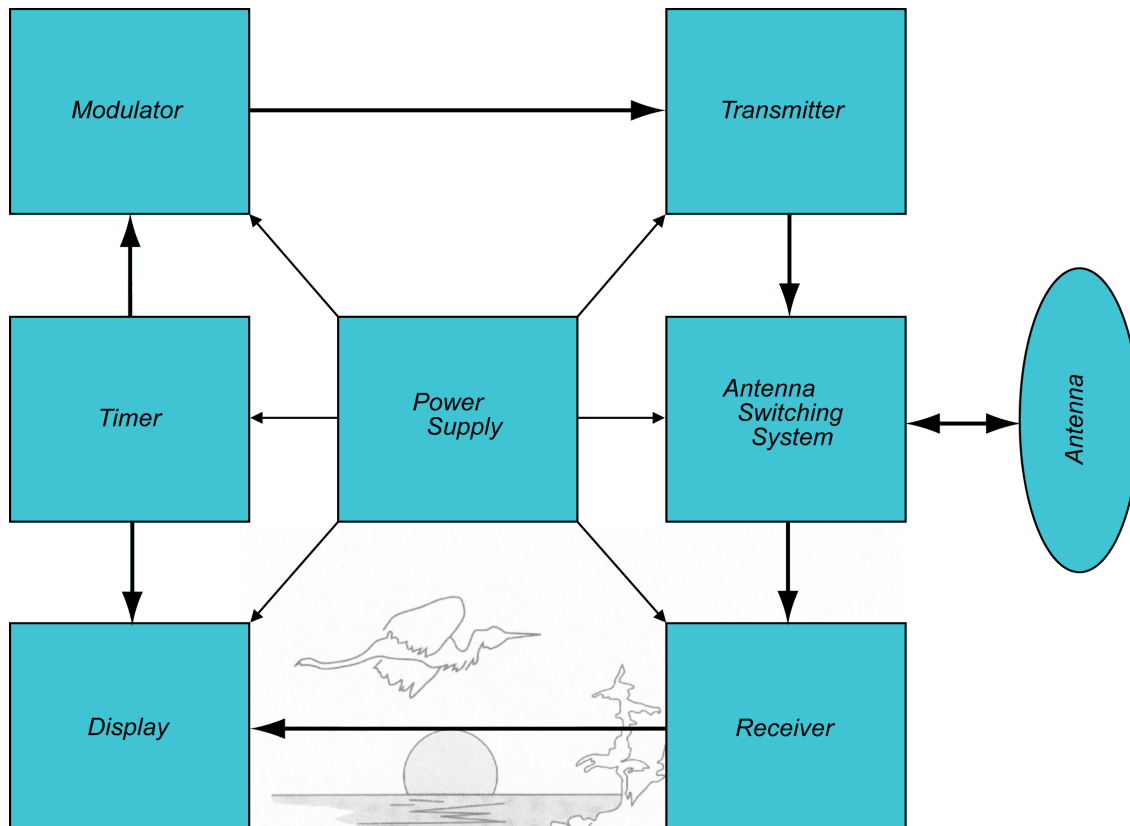 Modulator
Transmitter
Timer
Power
Supply
Antenna
Switching
System
Antenna
Display
Receiver